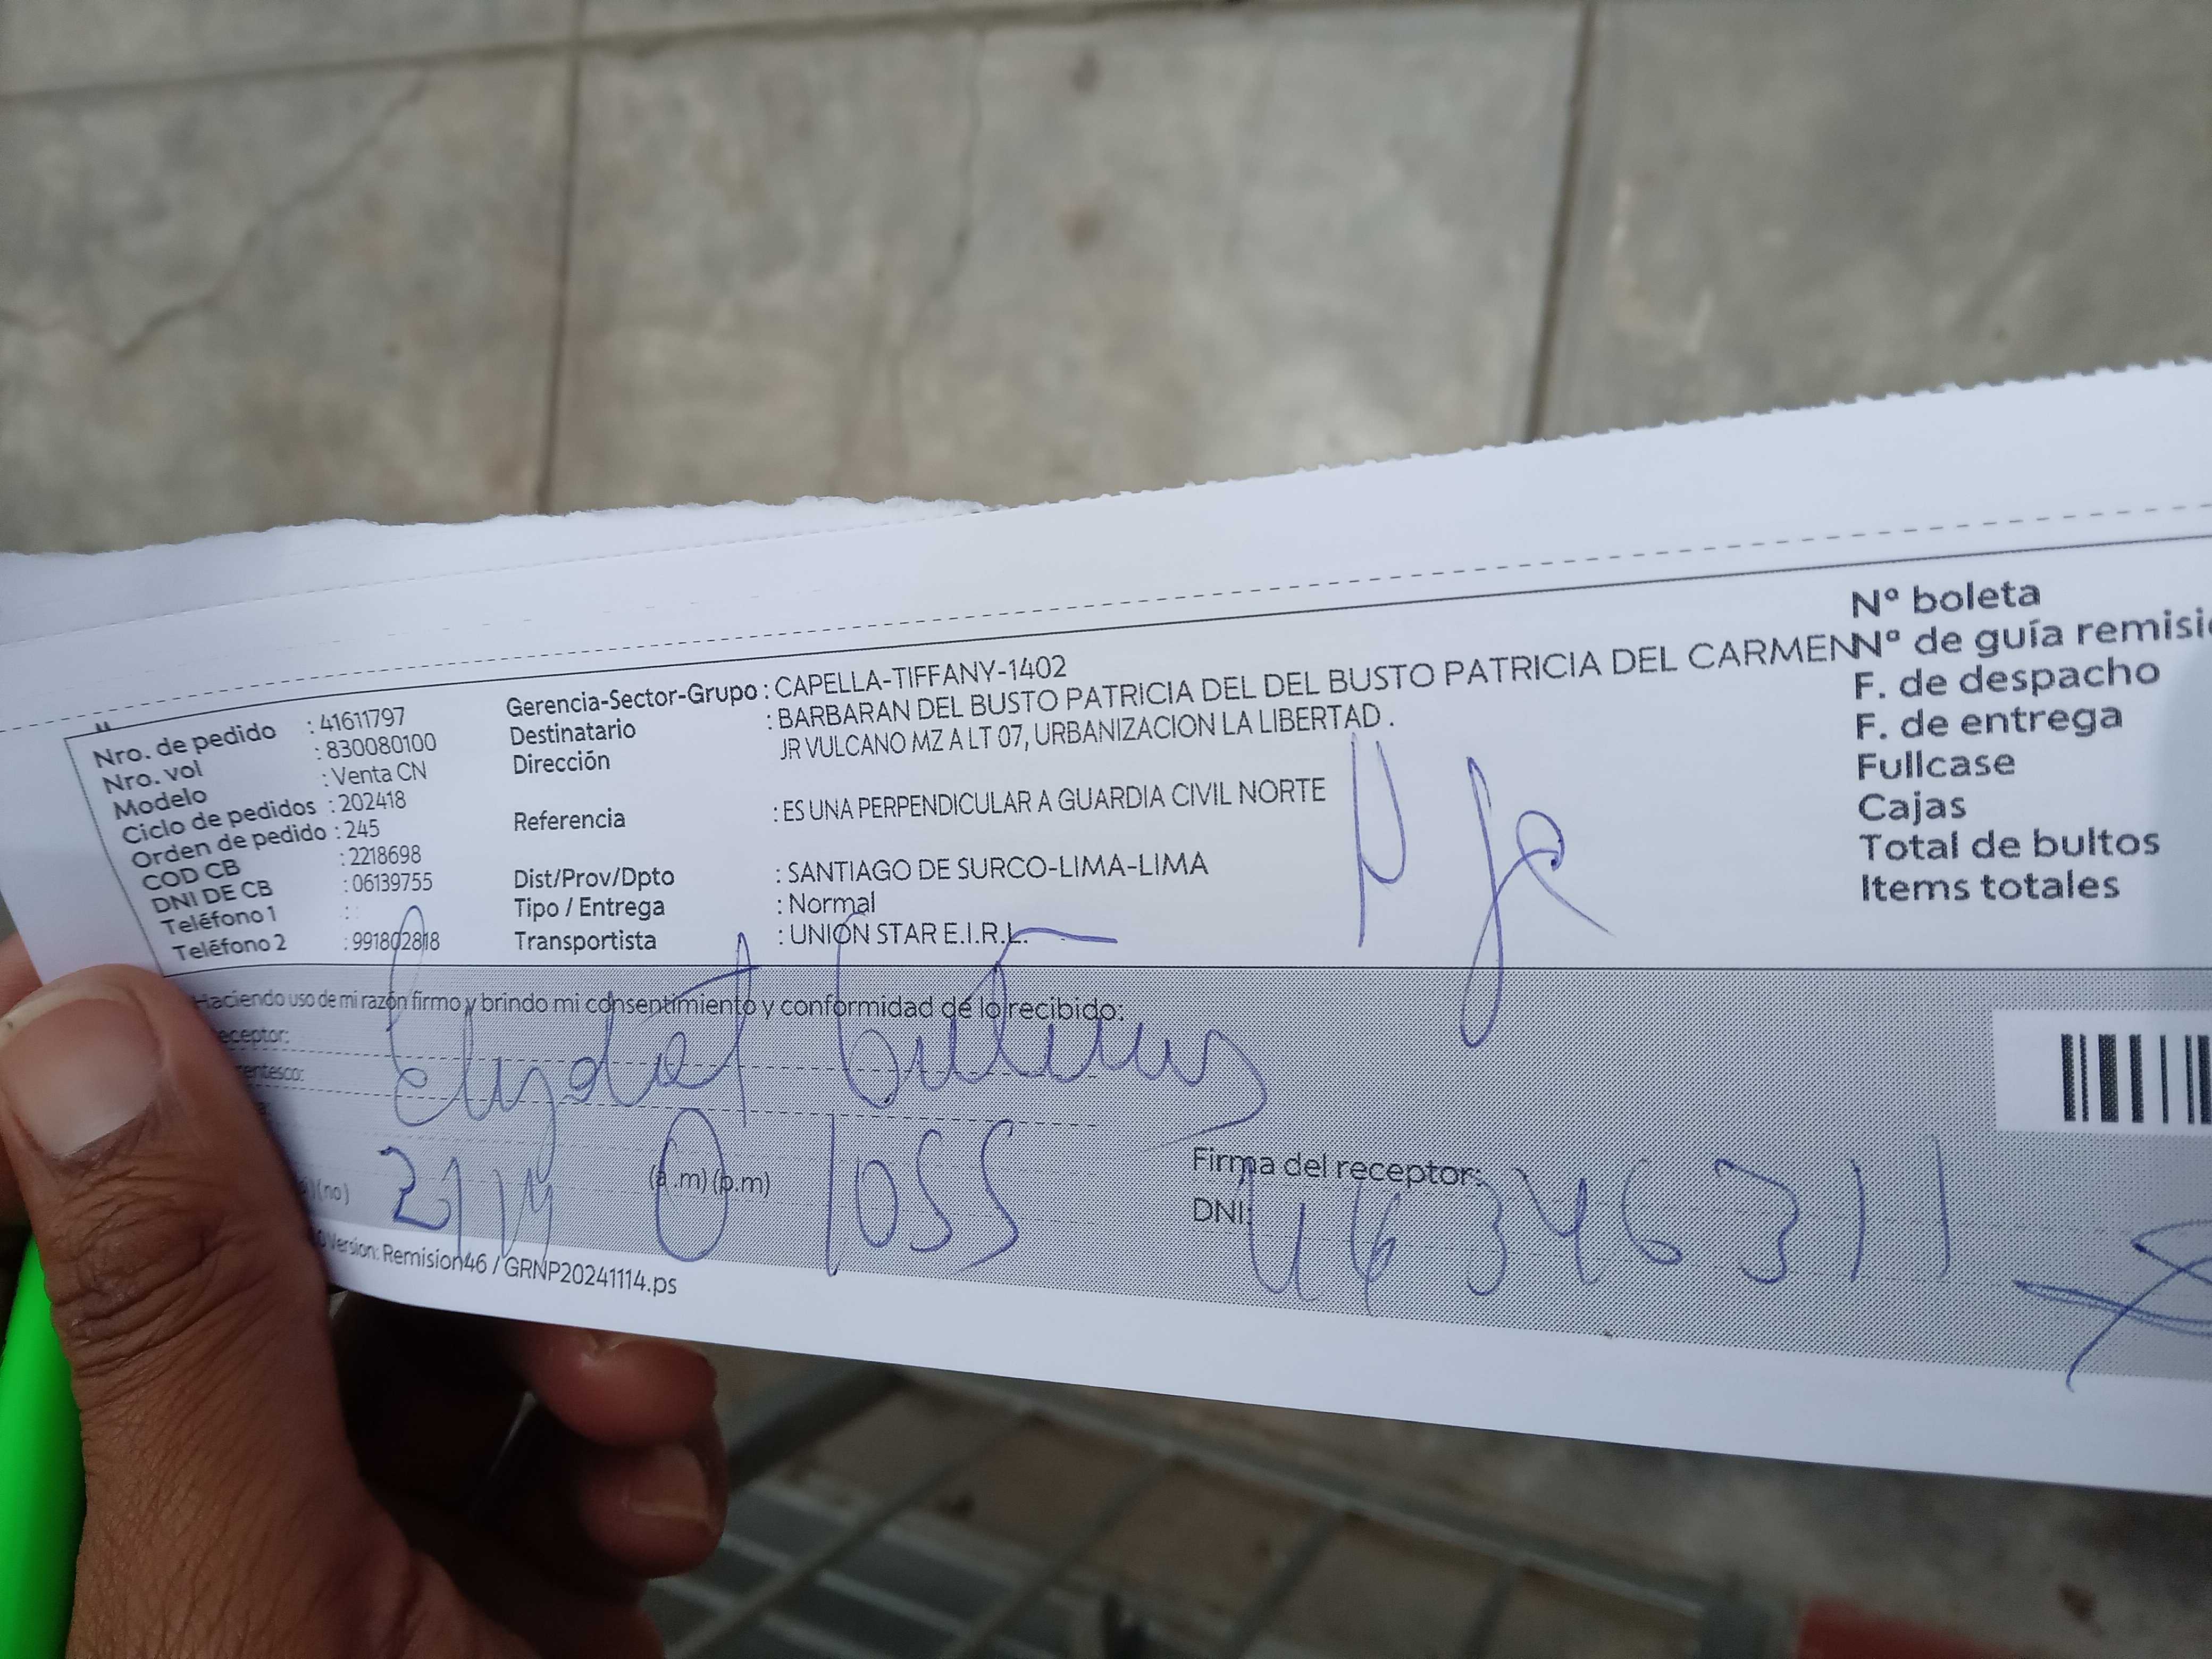 Nro. de pedido : 41611797
Nro. vol : 830080100
Modelo : Venta CN
Ciclo de pedidos : 202418
Orden de pedido : 245
COD CB : 2218698
DNI DE CB : 06139755
Teléfono 1 :
Teléfono 2 : 991802818
Gerencia-Sector-Grupo : CAPELLA-TIFFANY-1402
Destinatario : BARBARAN DEL BUSTO PATRICIA DEL DEL BUSTO PATRICIA DEL CARMEN
Dirección JR VULCANO MZ A LT 07, URBANIZACION LA LIBERTAD .
Referencia : ES UNA PERPENDICULAR A GUARDIA CIVIL NORTE
Dist/Prov/Dpto : SANTIAGO DE SURCO-LIMA-LIMA
Tipo / Entrega : Normal
Transportista : UNION STAR E.I.R.L.
Nº boleta
Nº de guía remisi
F. de despacho
F. de entrega
Fullcase
Cajas
Total de bultos
Items totales
Haciendo uso de mi razón firmo y brindo mi consentimiento y conformidad de lo recibido:
eceptor:
rentesco:
(no)
(a .m) (p.m)
1055
Firma del receptor:
DNI: 46346311
Version: Remision46 / GRNP20241114.ps